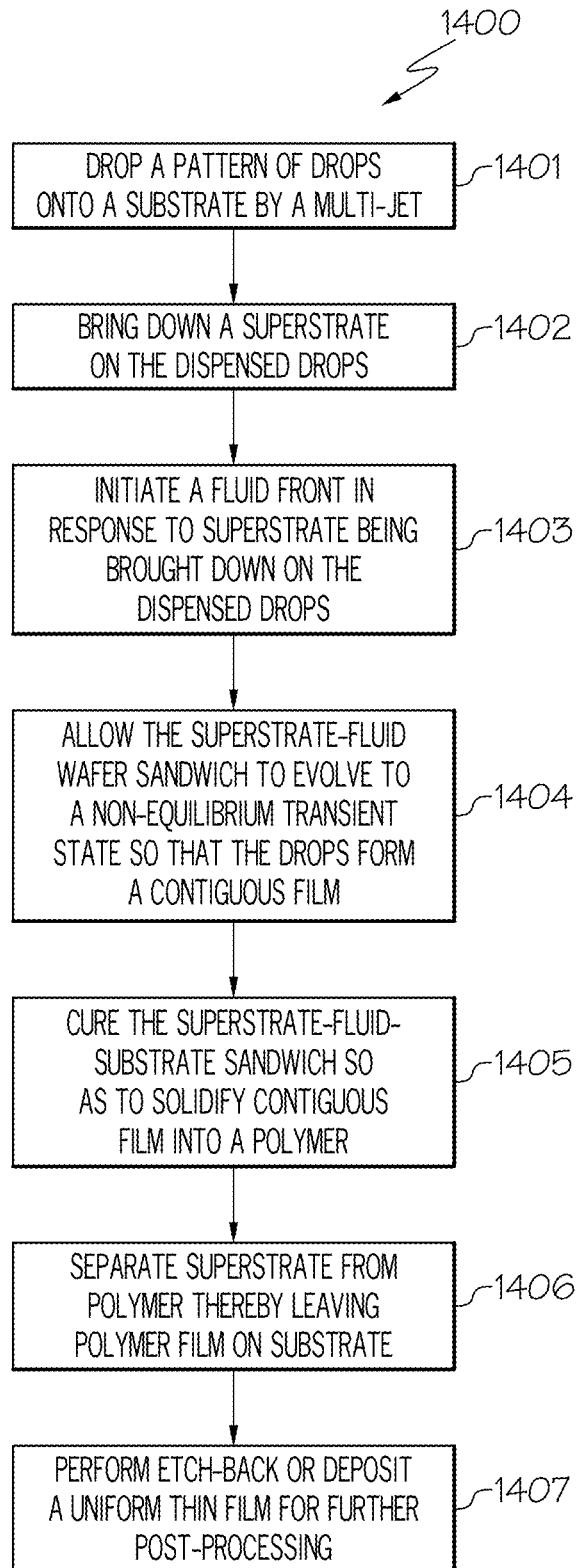 1400
DROP A PATTERN OF DROPS
ONTO A SUBSTRATE BY A MULTI-JET
1401
BRING DOWN A SUPERSTRATE
ON THE DISPENSED DROPS
1402
INITIATE A FLUID FRONT IN
RESPONSE TO SUPERSTRATE BEING
BROUGHT DOWN ON THE
DISPENSED DROPS
1403
ALLOW THE SUPERSTRATE-FLUID
WAFER SANDWICH TO EVOLVE TO
A NON-EQUILIBRIUM TRANSIENT
STATE SO THAT THE DROPS FORM
A CONTIGUOUS FILM
1404
CURE THE SUPERSTRATE-FLUID-
SUBSTRATE SANDWICH SO
AS TO SOLIDIFY CONTIGUOUS
FILM INTO A POLYMER
1405
SEPARATE SUPERSTRATE FROM
POLYMER THEREBY LEAVING
POLYMER FILM ON SUBSTRATE
1406
PERFORM ETCH-BACK OR DEPOSIT
A UNIFORM THIN FILM FOR FURTHER
POST-PROCESSING
1407